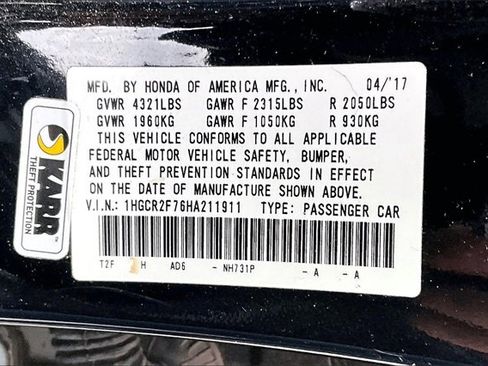 MFD. BY HONDA OF AMERICA MFG., INC. 04/'17
GVWR 4321LBS GAWR F 2315LBS R 2050LBS
GVWR 1960KG GAWR F 1050KG R 930KG
THIS VEHICLE CONFORMS TO ALL APPLICABLE
FEDERAL MOTOR VEHICLE SAFETY, BUMPER,
AND THEFT PREVENTION STANDARDS IN EFFECT
ON THE DATE OF MANUFACTURE SHOWN ABOVE.
V.I.N.: 1HGCR2F76HA211911 TYPE: PASSENGER CAR
T2F H AD6 - NH731P - A - A
KARR
THEFT PROTECTION